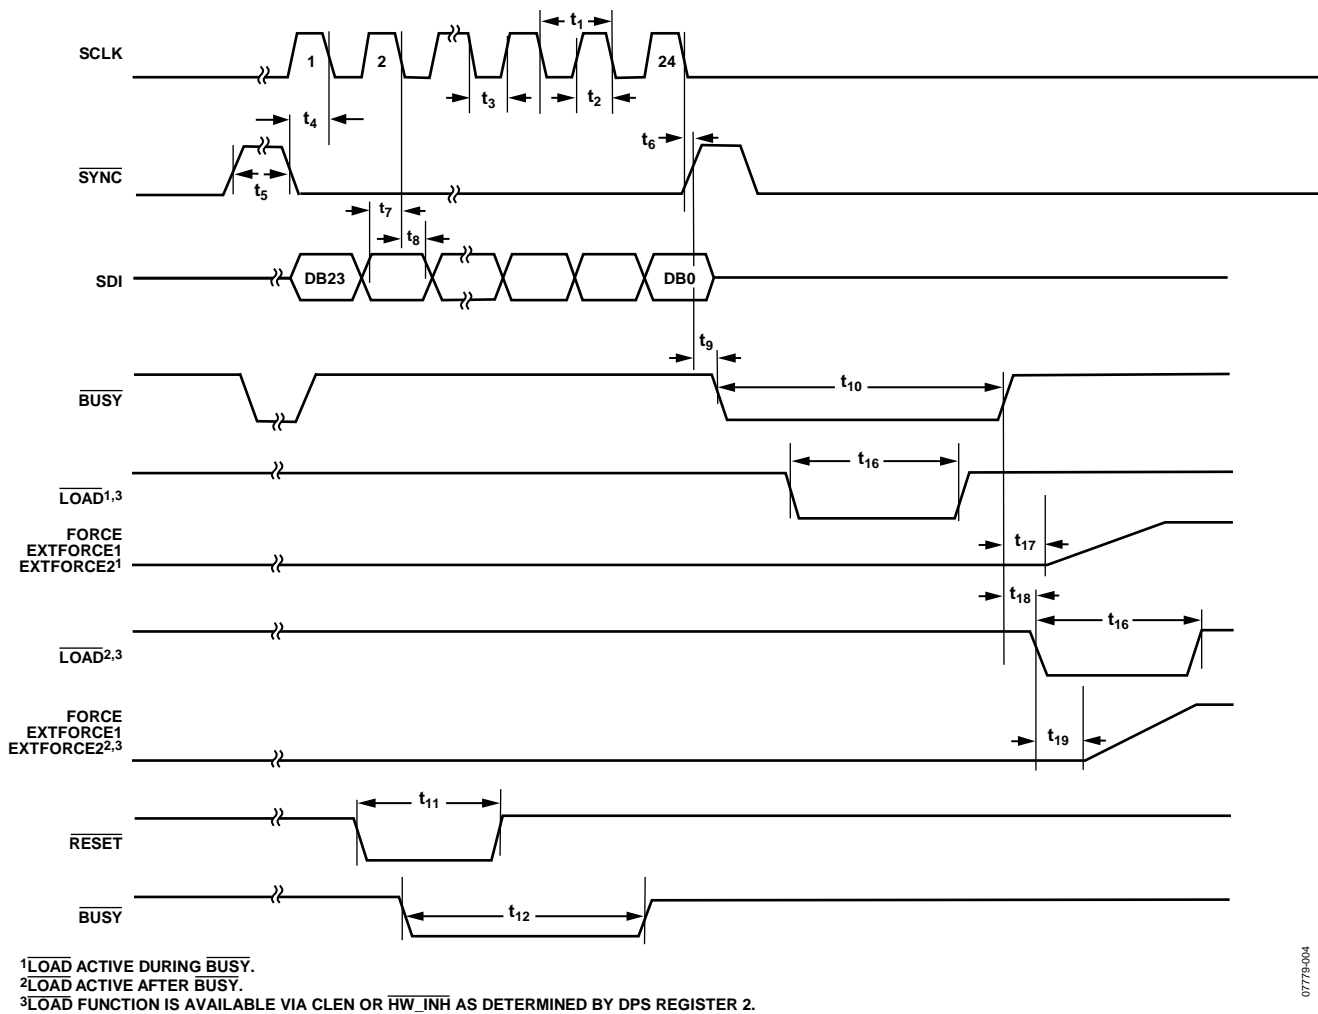 SCLK
1
2
24
t1
t3
t2
t4
t6
SYNC
t5
t7
t8
SDI
DB23
DB0
t9
BUSY
t10
LOAD1,3
t16
FORCE
EXTFORCE1
EXTFORCE21
t17
t18
LOAD2,3
t16
FORCE
EXTFORCE1
EXTFORCE22,3
t19
RESET
t11
BUSY
t12
1LOAD ACTIVE DURING BUSY.
2LOAD ACTIVE AFTER BUSY.
3LOAD FUNCTION IS AVAILABLE VIA CLEN OR HW_INH AS DETERMINED BY DPS REGISTER 2.
07779-004